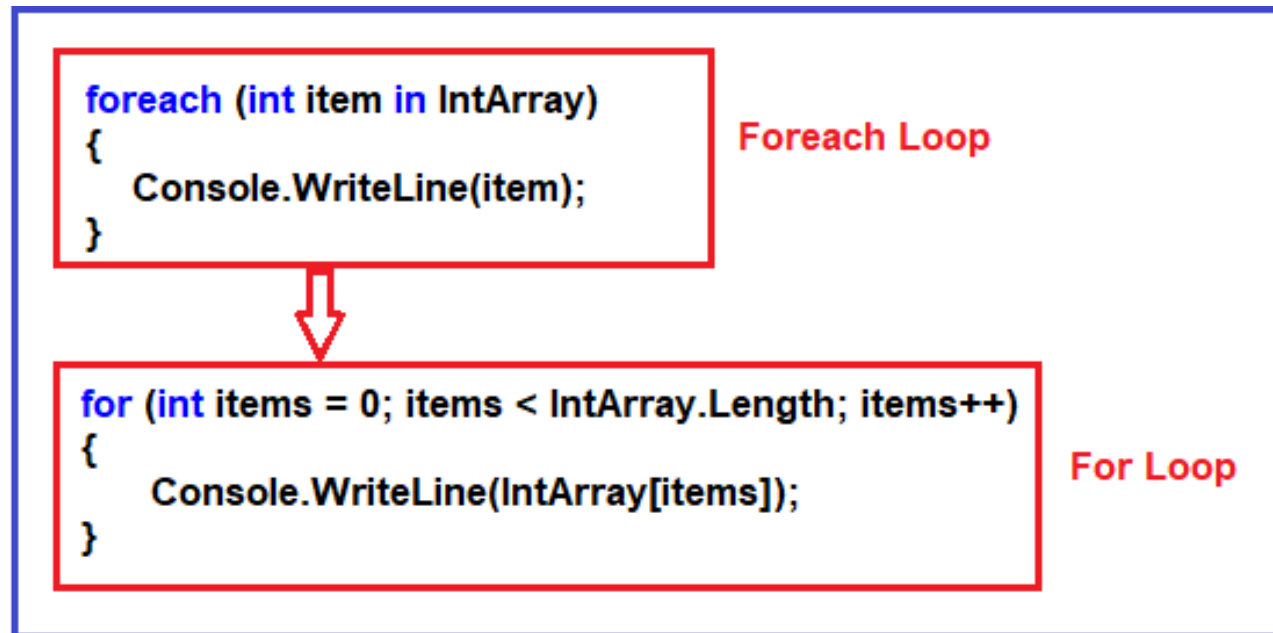 foreach (int item in IntArray)
{
Console.WriteLine(item);
}
Foreach Loop
for (int items = 0; items < IntArray.Length; items++)
{
Console.WriteLine(IntArray[items]);
}
For Loop